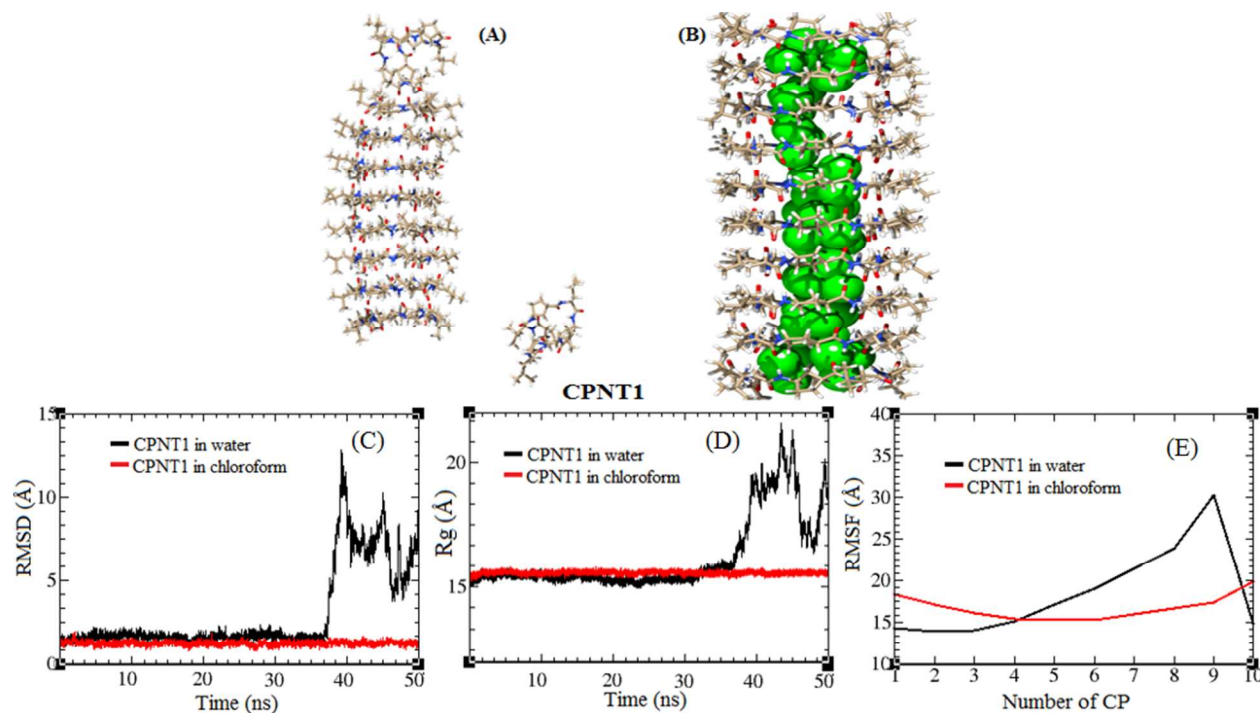 (A)
(B)
CPNT1
(C)
CPNT1 in water
CPNT1 in chloroform
RMSD (Å)
15
10
5
0
10 20 30 40 50
Time (ns)
(D)
CPNT1 in water
CPNT1 in chloroform
Rg (Å)
20
15
10 20 30 40 50
Time (ns)
(E)
CPNT1 in water
CPNT1 in chloroform
RMSF (Å)
40
35
30
25
20
15
10
1 2 3 4 5 6 7 8 9 10
Number of CP